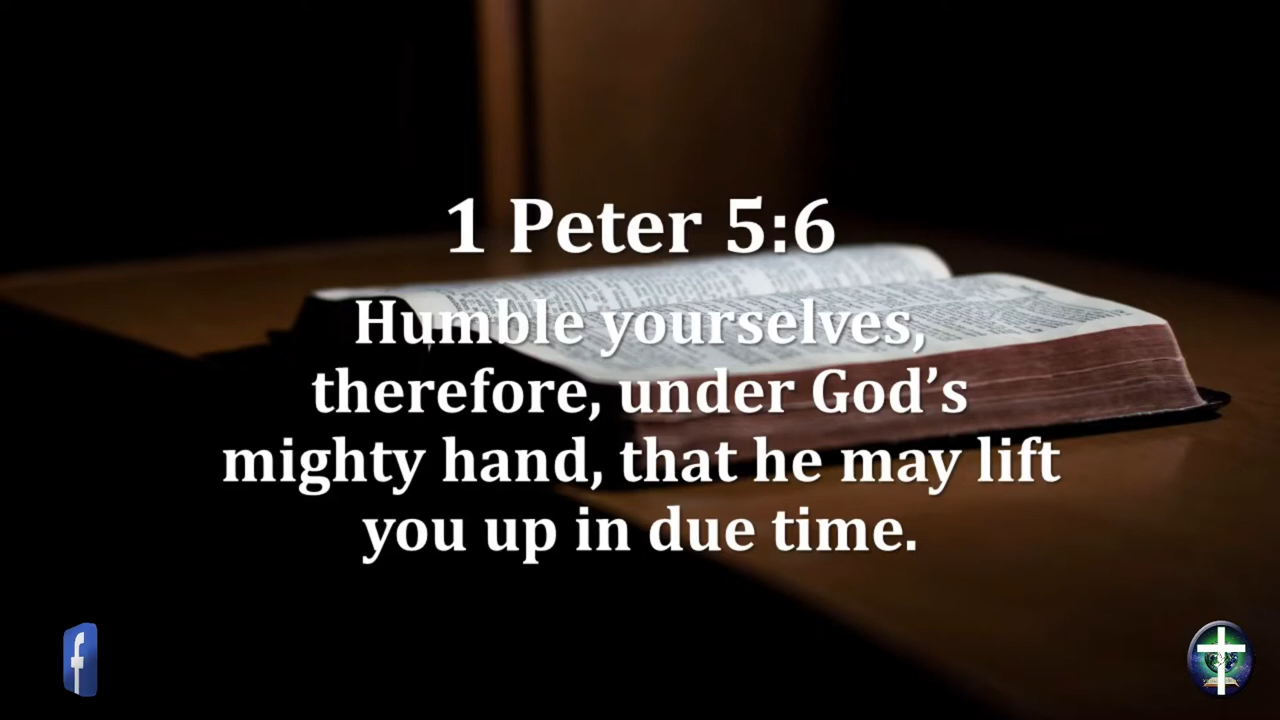 1 Peter 5:6
Humble yourselves,
therefore, under God’s
mighty hand, that he may lift
you up in due time.
f